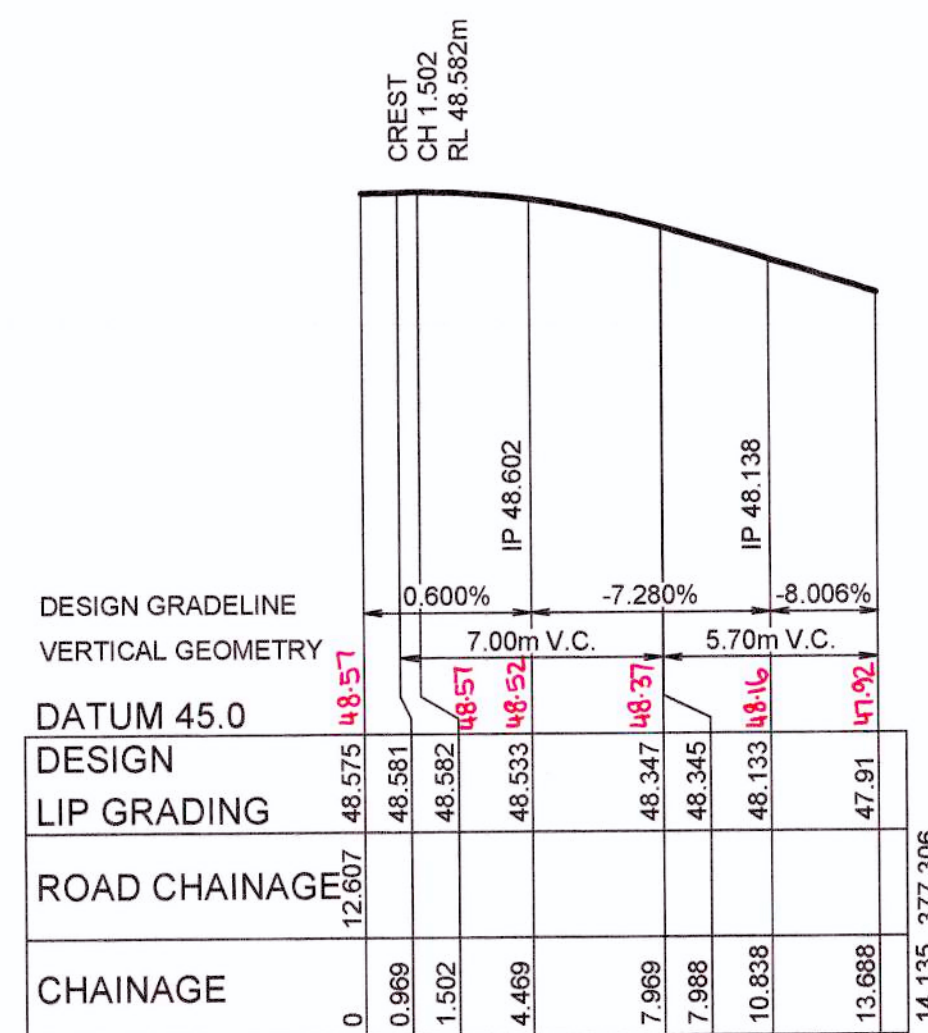 CREST
CH 1.502
RL 48.582m
IP 48.602
IP 48.138
DESIGN GRADELINE 0.600% -7.280% -8.006%
VERTICAL GEOMETRY 7.00m V.C. 5.70m V.C.
DATUM 45.0 48.57 48.57 48.52 48.37 48.16 47.92
DESIGN
LIP GRADING 48.575 48.581 48.582 48.533 48.347 48.345 48.133 47.91
ROAD CHAINAGE 12.607 377.306
CHAINAGE 0 0.969 1.502 4.469 7.969 7.988 10.838 13.688 14.135